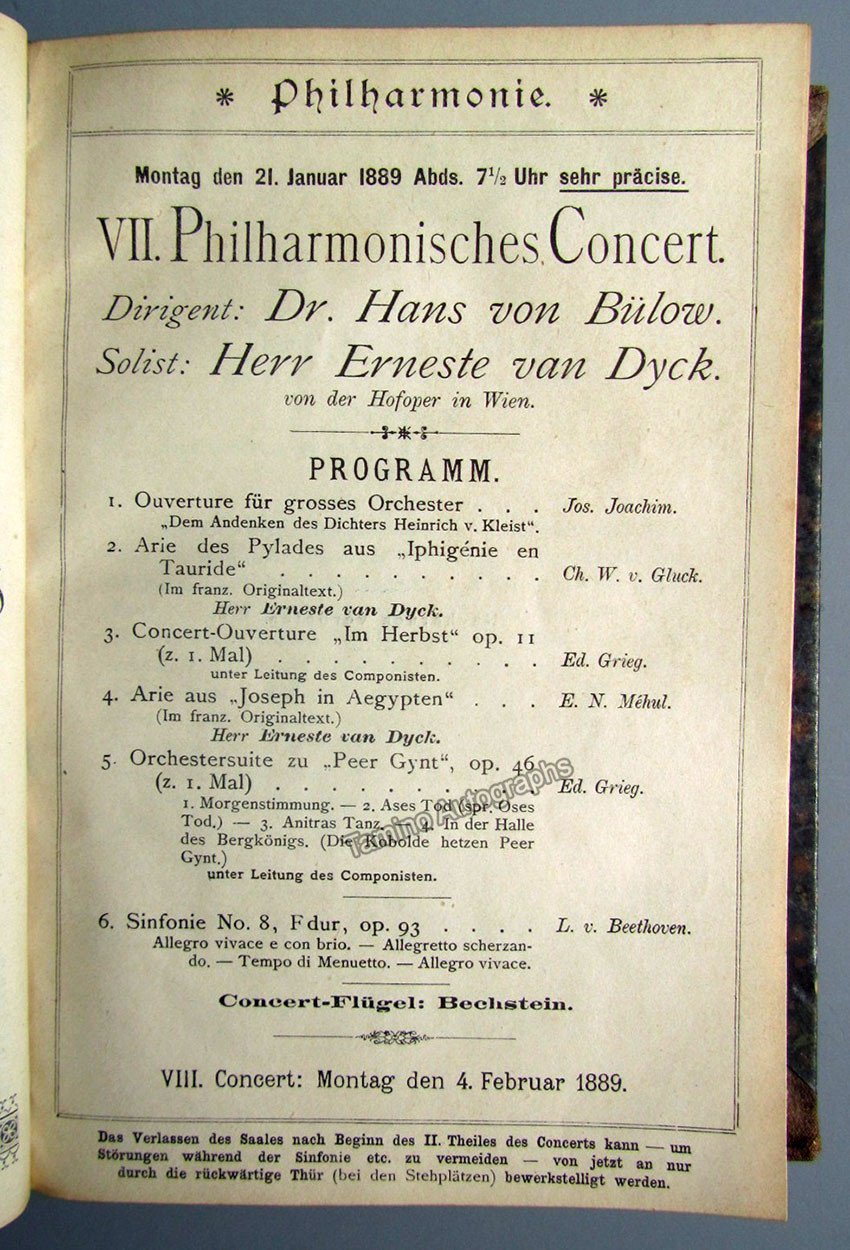 * Philharmonie. *
Montag den 21. Januar 1889 Abds. 7½ Uhr sehr präcise.
VII. Philharmonisches Concert.
Dirigent: Dr. Hans von Bülow.
Solist: Herr Erneste van Dyck.
von der Hofoper in Wien.
PROGRAMM.
1. Ouverture für grosses Orchester . . . Jos. Joachim.
„Dem Andenken des Dichters Heinrich v. Kleist“.
2. Arie des Pylades aus „Iphigénie en
Tauride“ . . . . . . . . . . Ch. W. v. Gluck.
(Im franz. Originaltext.)
Herr Erneste van Dyck.
3. Concert-Ouverture „Im Herbst“ op. 11
(z. 1. Mal) . . . . . . . . . . Ed. Grieg.
unter Leitung des Componisten.
4. Arie aus „Joseph in Aegypten“ . . . E. N. Méhul.
(Im franz. Originaltext.)
Herr Erneste van Dyck.
5. Orchestersuite zu „Peer Gynt“, op. 46
(z. 1. Mal) . . . . . . . . . . Ed. Grieg.
1. Morgenstimmung. — 2. Ases Tod (spr. Oses
Tod.) — 3. Anitras Tanz. — 4. In der Halle
des Bergkönigs. (Die Kobolde hetzen Peer
Gynt.)
unter Leitung des Componisten.
6. Sinfonie No. 8, F dur, op. 93 . . . . L. v. Beethoven.
Allegro vivace e con brio. — Allegretto scherzan-
do. — Tempo di Menuetto. — Allegro vivace.
Concert-Flügel: Bechstein.
VIII. Concert: Montag den 4. Februar 1889.
Das Verlassen des Saales nach Beginn des II. Theiles des Concerts kann — um
Störungen während der Sinfonie etc. zu vermeiden — von jetzt an nur
durch die rückwärtige Thür (bei den Stehplätzen) bewerkstelligt werden.
Tamino Autographs